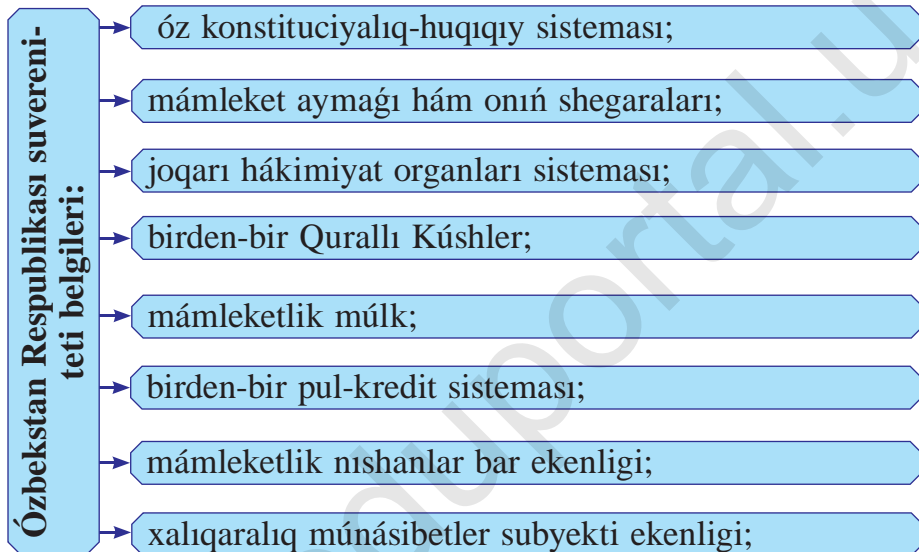 Ózbekstan Respublikası suvereni-
teti belgileri:
óz konstituciyalıq-huqıqıy sisteması;
mámleket aymaǵı hám onıń shegaraları;
joqarı hákimiyat organları sisteması;
birden-bir Qurallı Kúshler;
mámleketlik múlk;
birden-bir pul-kredit sisteması;
mámleketlik nıshanlar bar ekenligi;
xalıqaralıq múnásibetler subyekti ekenligi;
eduportal.u